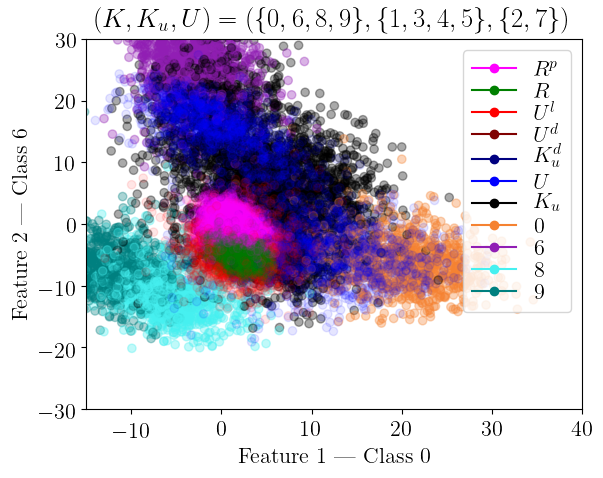 (K, K_u, U) = ({0, 6, 8, 9}, {1, 3, 4, 5}, {2, 7})
30
20
10
0
−10
−20
−30
−10
0
10
20
30
40
Feature 2 — Class 6
Feature 1 — Class 0
R^p
R
U^l
U^d
K_u^d
U
K_u
0
6
8
9